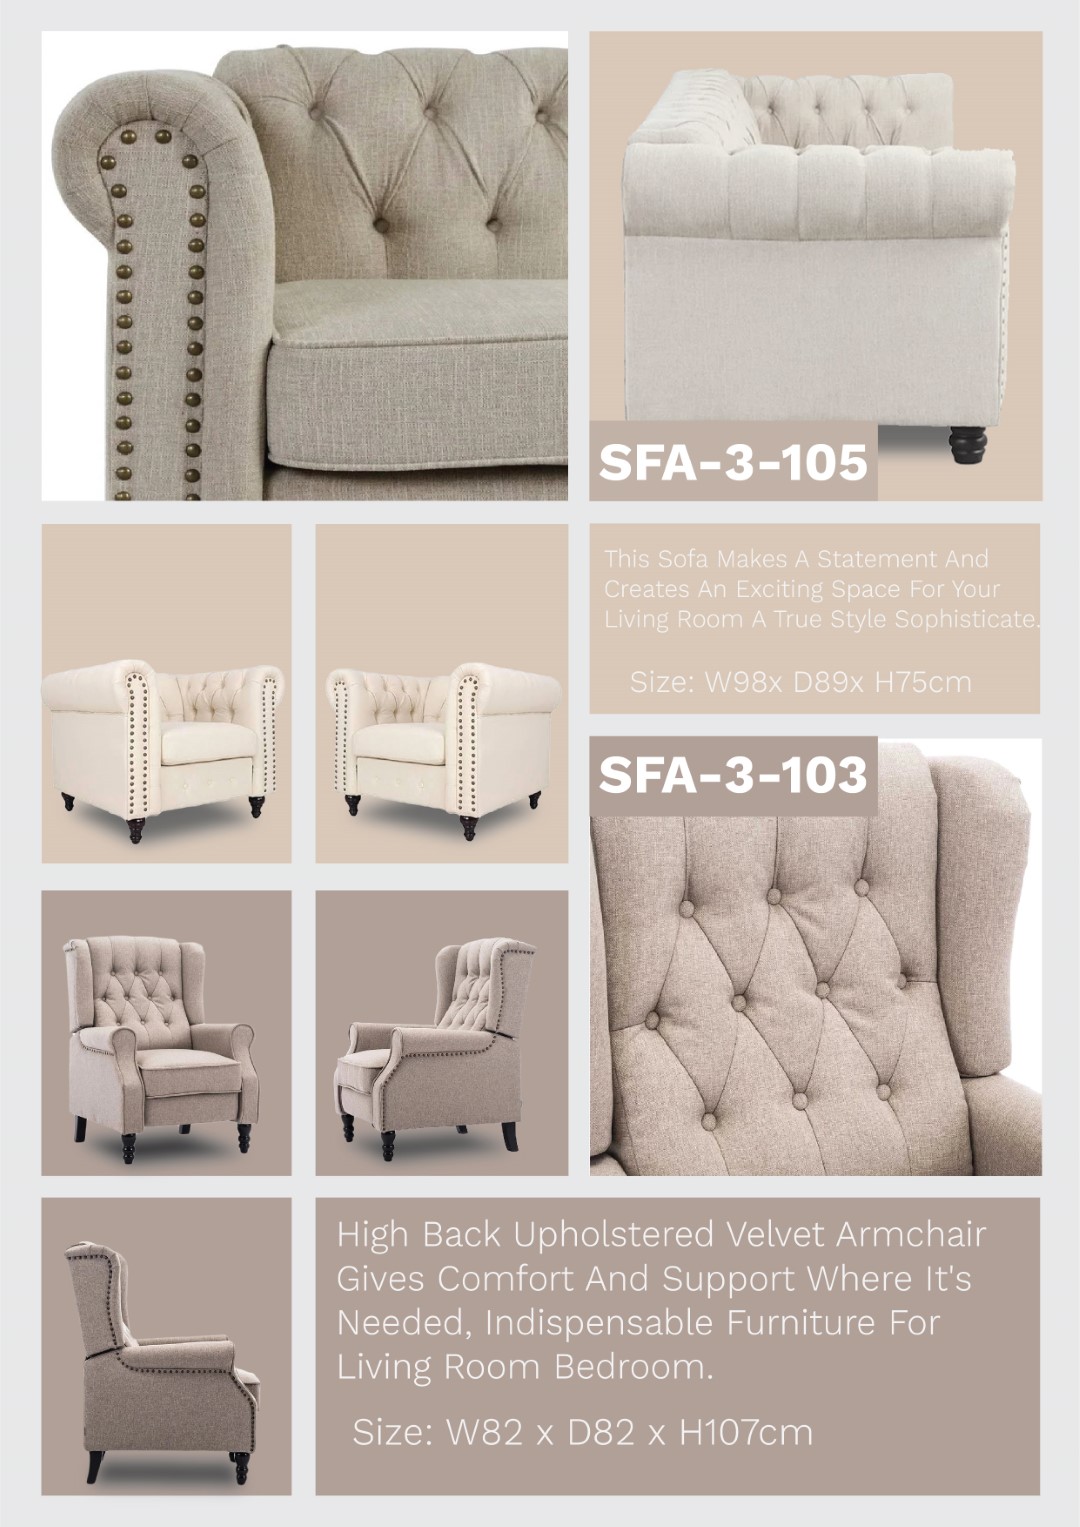 SFA-3-105
This Sofa Makes A Statement And
Creates An Exciting Space For Your
Living Room A True Style Sophisticate.
Size: W98x D89x H75cm
SFA-3-103
High Back Upholstered Velvet Armchair
Gives Comfort And Support Where It's
Needed, Indispensable Furniture For
Living Room Bedroom.
Size: W82 x D82 x H107cm